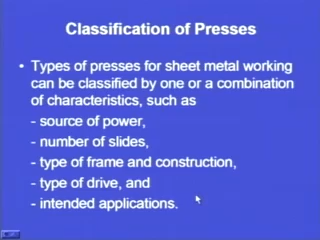 Classification of Presses
• Types of presses for sheet metal working
can be classified by one or a combination
of characteristics, such as
- source of power,
- number of slides,
- type of frame and construction,
- type of drive, and
- intended applications.